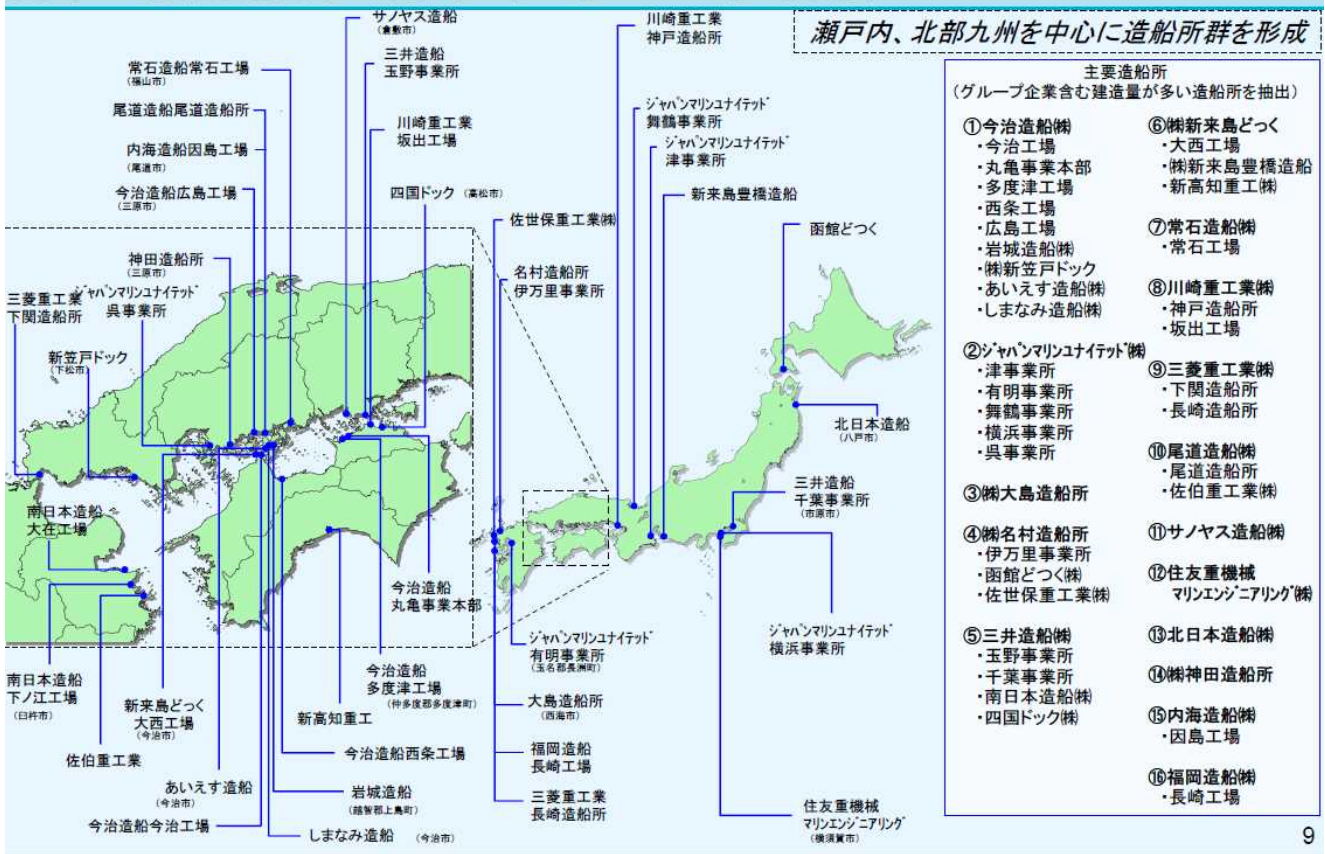 瀬戸内、北部九州を中心に造船所群を形成
サノヤス造船
(倉敷市)
三井造船
玉野事業所
川崎重工業
神戸造船所
常石造船常石工場
(福山市)
尾道造船尾道造船所
川崎重工業
坂出工場
ジャパンマリンユナイテッド
舞鶴事業所
ジャパンマリンユナイテッド
津事業所
内海造船因島工場
(尾道市)
今治造船広島工場
(三原市)
四国ドック (高松市)
新来島豊橋造船
佐世保重工業㈱
函館どつく
神田造船所
(三原市)
名村造船所
伊万里事業所
三菱重工業
下関造船所
ジャパンマリンユナイテッド
呉事業所
新笠戸ドック
(下松市)
北日本造船
(八戸市)
三井造船
千葉事業所
(市原市)
南日本造船
大在工場
今治造船
丸亀事業本部
ジャパンマリンユナイテッド
有明事業所
(玉名郡長洲町)
ジャパンマリンユナイテッド
横浜事業所
南日本造船
下ノ江工場
(臼杵市)
新来島どっく
大西工場
(今治市)
新高知重工
今治造船
多度津工場
(仲多度郡多度津町)
大島造船所
(西海市)
佐伯重工業
今治造船西条工場
福岡造船
長崎工場
あいえす造船
(今治市)
岩城造船
(越智郡上島町)
三菱重工業
長崎造船所
住友重機械
マリンエンジニアリング
(横須賀市)
今治造船今治工場
しまなみ造船 (今治市)
主要造船所
(グループ企業含む建造量が多い造船所を抽出)
①今治造船㈱
・今治工場
・丸亀事業本部
・多度津工場
・西条工場
・広島工場
・岩城造船㈱
・㈱新笠戸ドック
・あいえす造船㈱
・しまなみ造船㈱
②ジャパンマリンユナイテッド㈱
・津事業所
・有明事業所
・舞鶴事業所
・横浜事業所
・呉事業所
③㈱大島造船所
④㈱名村造船所
・伊万里事業所
・函館どつく㈱
・佐世保重工業㈱
⑤三井造船㈱
・玉野事業所
・千葉事業所
・南日本造船㈱
・四国ドック㈱
⑥㈱新来島どっく
・大西工場
・㈱新来島豊橋造船
・新高知重工㈱
⑦常石造船㈱
・常石工場
⑧川崎重工業㈱
・神戸造船所
・坂出工場
⑨三菱重工業㈱
・下関造船所
・長崎造船所
⑩尾道造船㈱
・尾道造船所
・佐伯重工業㈱
⑪サノヤス造船㈱
⑫住友重機械
マリンエンジニアリング㈱
⑬北日本造船㈱
⑭㈱神田造船所
⑮内海造船㈱
・因島工場
⑯福岡造船㈱
・長崎工場
9